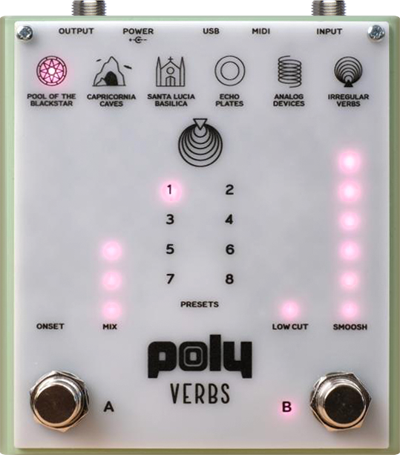 OUTPUT POWER USB MIDI INPUT
POOL OF THE BLACKSTAR
CAPRICORNIA CAVES
SANTA LUCIA BASILICA
ECHO PLATES
ANALOG DEVICES
IRREGULAR VERBS
1 2
3 4
5 6
7 8
PRESETS
ONSET MIX LOW CUT SMOOSH
poly
VERBS
A B